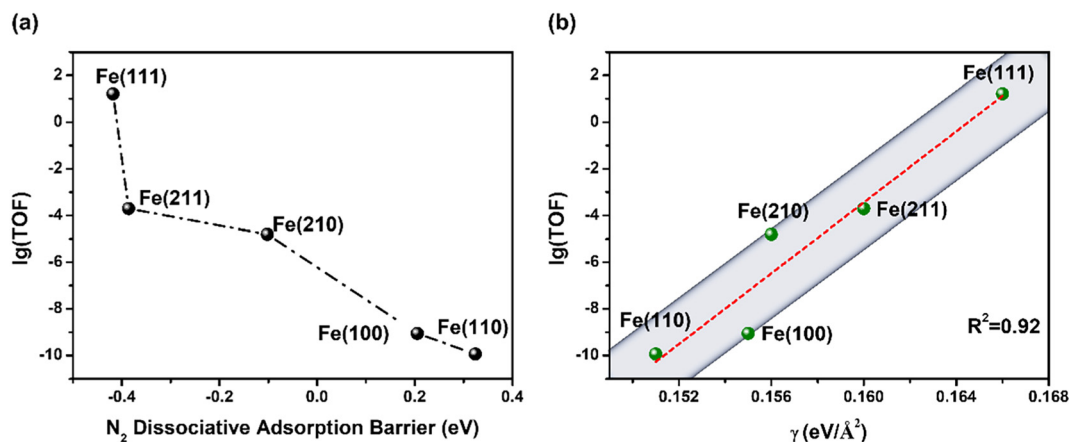 (a)
lg(TOF)
2
0
-2
-4
-6
-8
-10
Fe(111)
Fe(211)
Fe(210)
Fe(100)
Fe(110)
-0.4
-0.2
0.0
0.2
0.4
N₂ Dissociative Adsorption Barrier (eV)
(b)
lg(TOF)
2
0
-2
-4
-6
-8
-10
Fe(111)
Fe(210)
Fe(211)
Fe(110)
Fe(100)
R²=0.92
0.152
0.156
0.160
0.164
0.168
γ (eV/Å²)